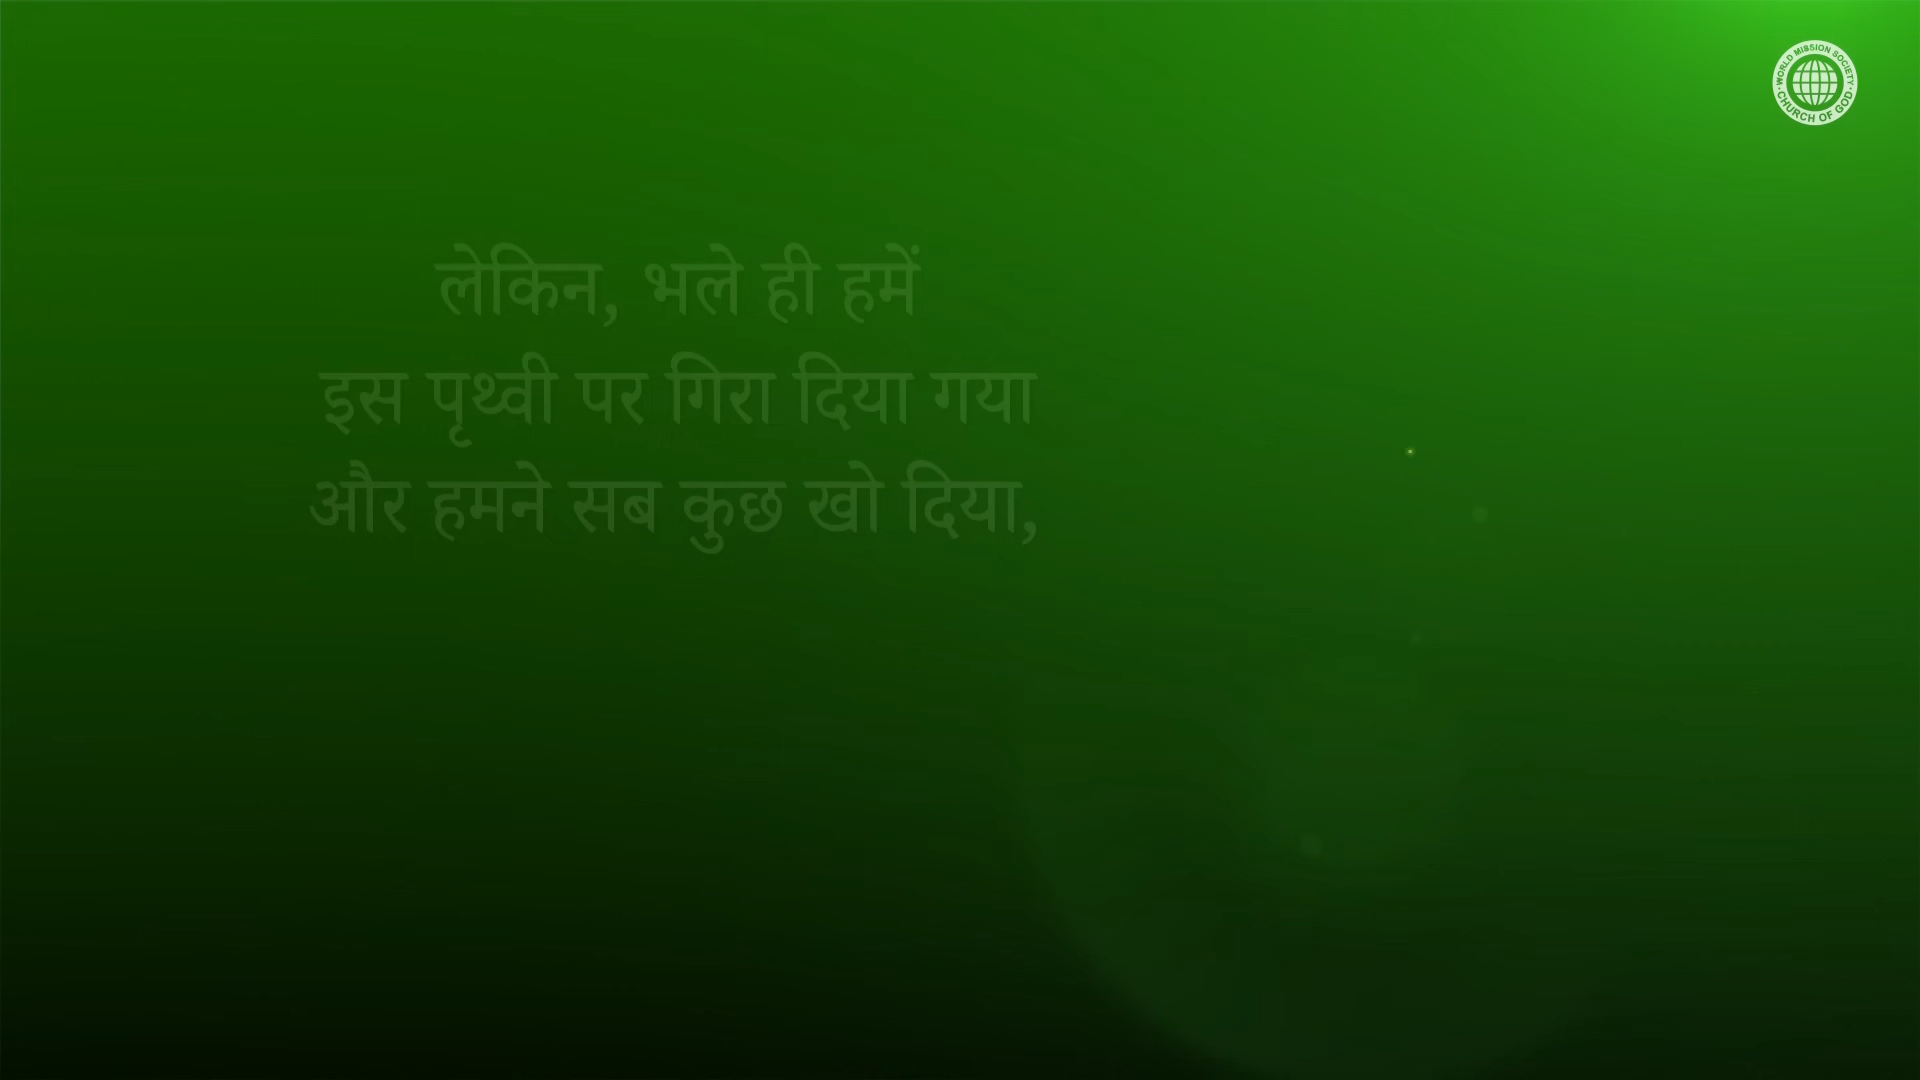 WORLD MISSION SOCIETY
CHURCH OF GOD
लेकिन, भले ही हमें
इस पृथ्वी पर गिरा दिया गया
और हमने सब कुछ खो दिया,